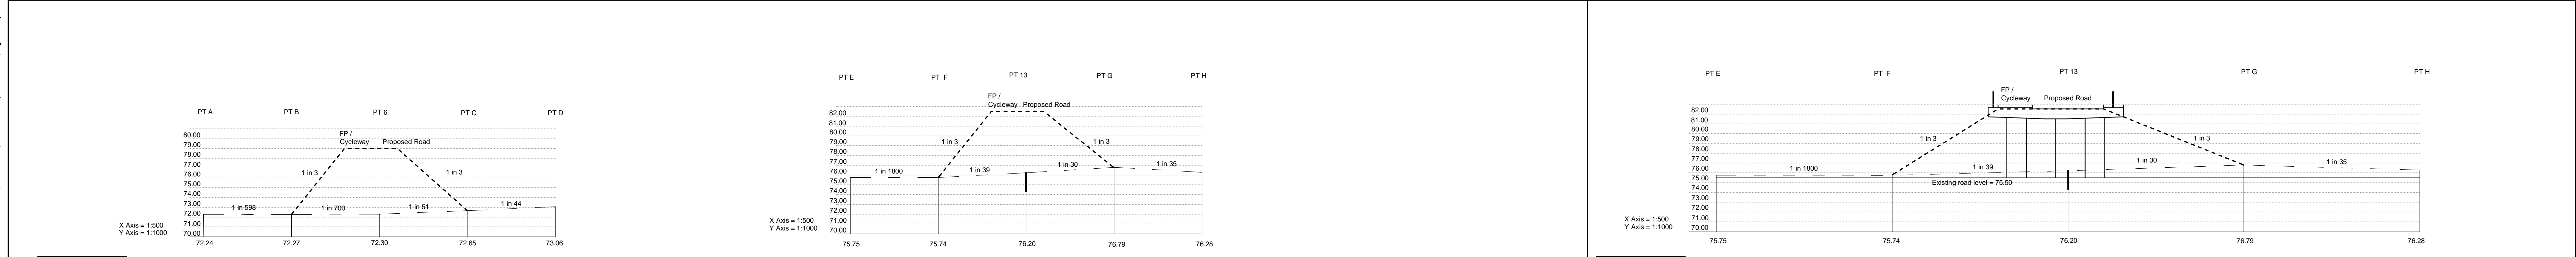 PT A PT B PT 6 PT C PT D
FP /
Cycleway Proposed Road
80.00
79.00
78.00
77.00
76.00
75.00
74.00
73.00
72.00
71.00
70.00
1 in 3
1 in 3
1 in 598
1 in 700
1 in 51
1 in 44
X Axis = 1:500
Y Axis = 1:1000
72.24 72.27 72.30 72.65 73.06
PT E PT F PT 13 PT G PT H
FP /
Cycleway Proposed Road
82.00
81.00
80.00
79.00
78.00
77.00
76.00
75.00
74.00
73.00
72.00
71.00
70.00
1 in 3
1 in 3
1 in 1800
1 in 39
1 in 30
1 in 35
X Axis = 1:500
Y Axis = 1:1000
75.75 75.74 76.20 76.79 76.28
PT E PT F PT 13 PT G PT H
FP /
Cycleway Proposed Road
82.00
81.00
80.00
79.00
78.00
77.00
76.00
75.00
74.00
73.00
72.00
71.00
70.00
1 in 3
1 in 3
1 in 1800
1 in 39
1 in 30
1 in 35
Existing road level = 75.50
X Axis = 1:500
Y Axis = 1:1000
75.75 75.74 76.20 76.79 76.28